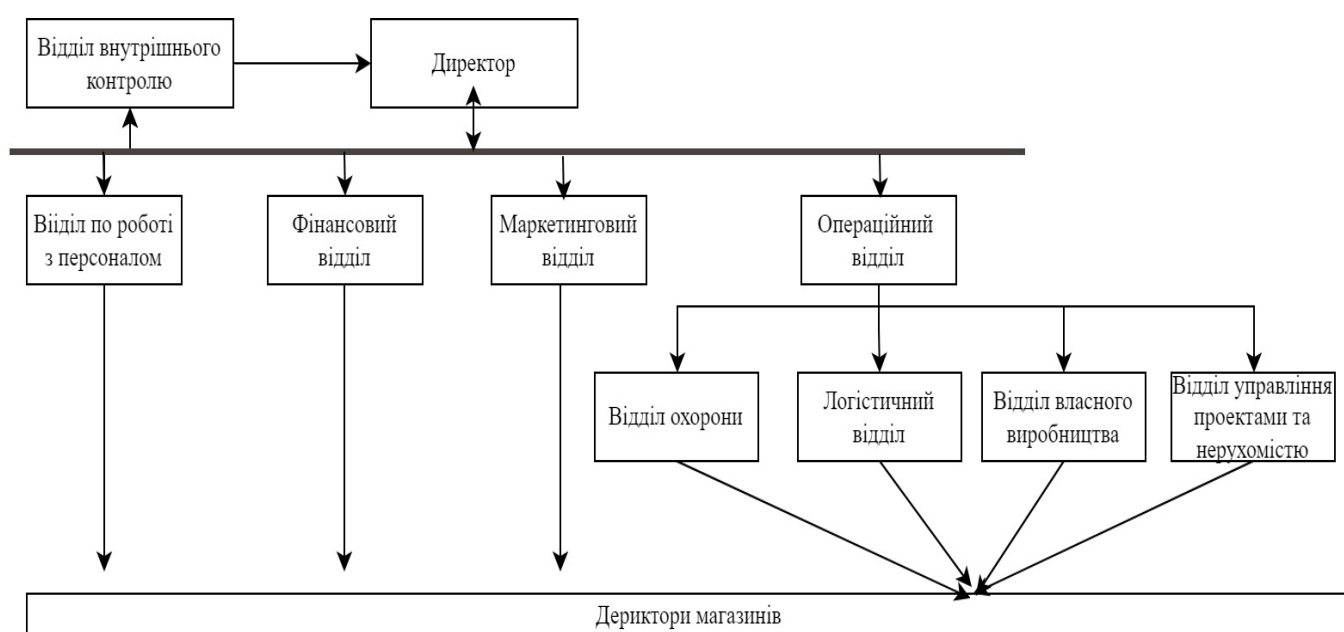 Відділ внутрішнього
контролю
Директор
Вііділ по роботі
з персоналом
Фінансовий
відділ
Маркетинговий
відділ
Операційний
відділ
Відділ охорони
Логістичний
відділ
Відділ власного
виробництва
Відділ управління
проектами та
нерухомістю
Дериктори магазинів